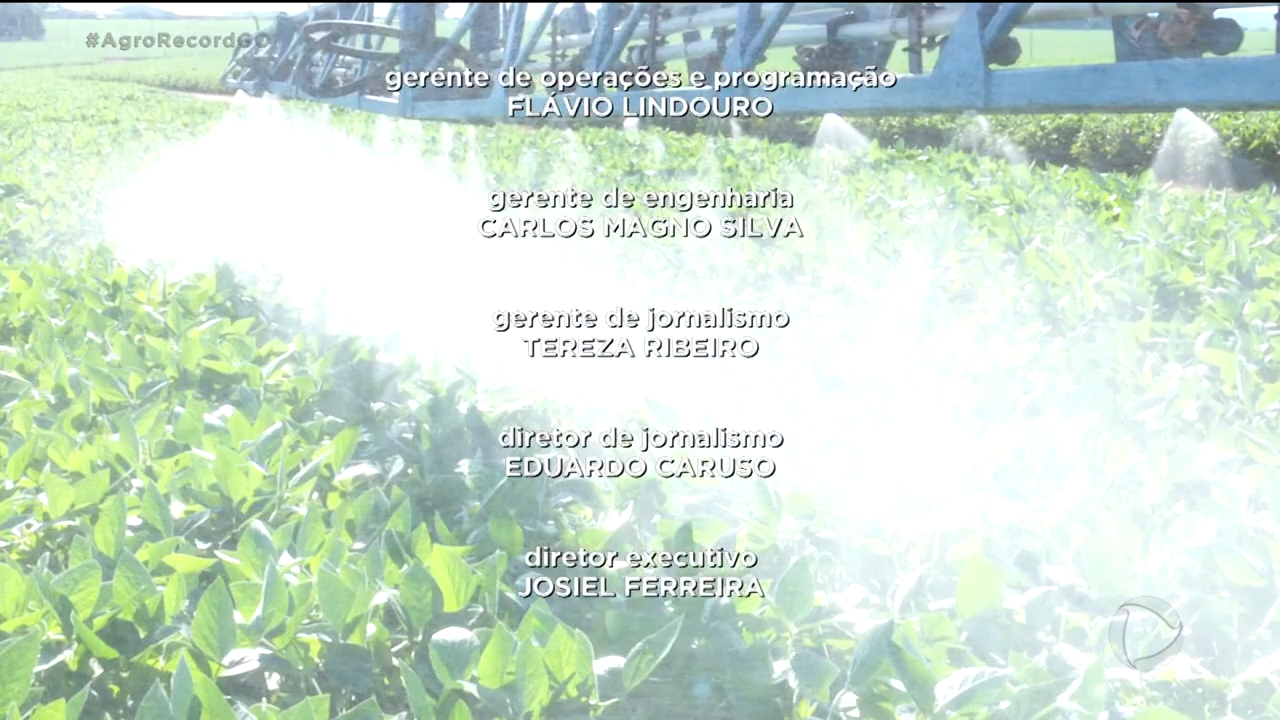 #AgroRecordGO
gerente de operações e programação
FLÁVIO LINDOURO
gerente de engenharia
CARLOS MAGNO SILVA
gerente de jornalismo
TEREZA RIBEIRO
diretor de jornalismo
EDUARDO CARUSO
diretor executivo
JOSIEL FERREIRA